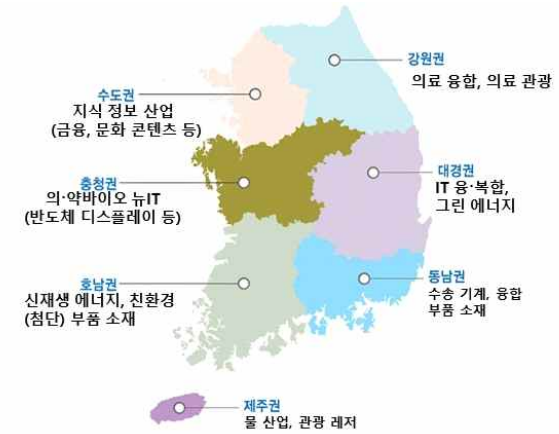 강원권
의료 융합, 의료 관광
수도권
지식 정보 산업
(금융, 문화 콘텐츠 등)
대경권
IT 융·복합,
그린 에너지
충청권
의·약바이오 뉴IT
(반도체 디스플레이 등)
동남권
수송 기계, 융합
부품 소재
호남권
신재생 에너지, 친환경
(첨단) 부품 소재
제주권
물 산업, 관광 레저